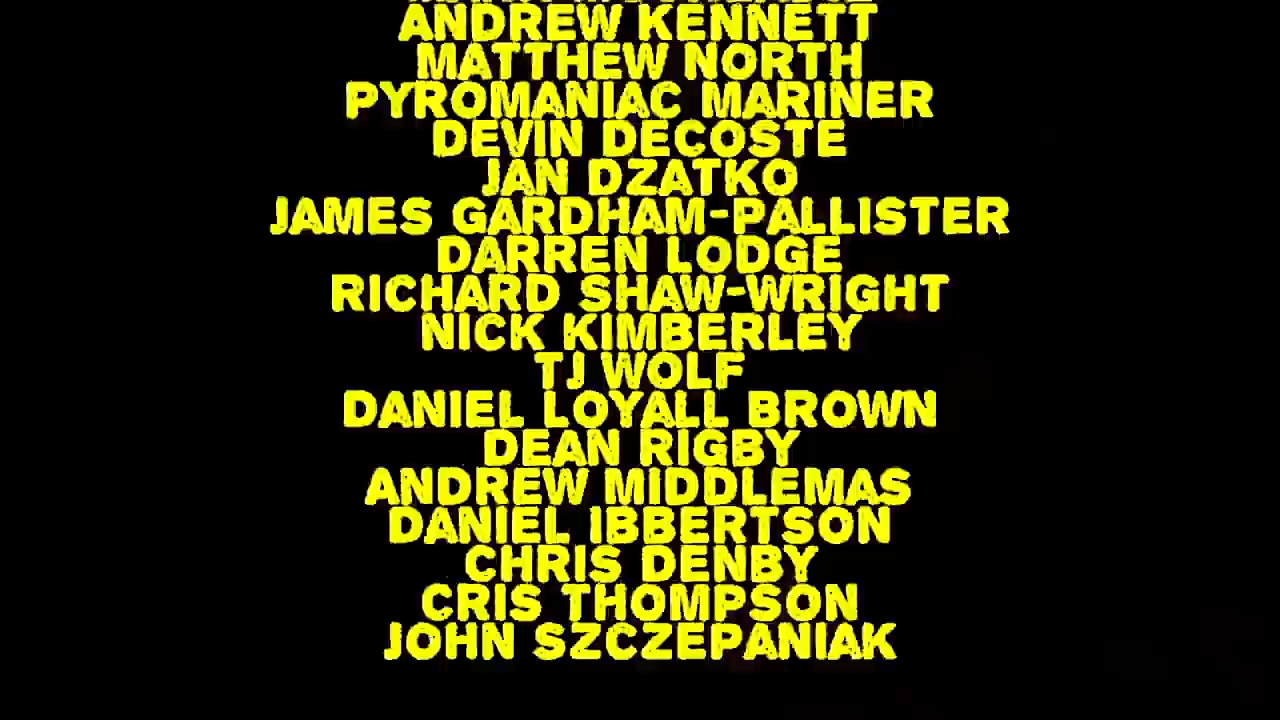 ANDREW KENNETT
MATTHEW NORTH
PYROMANIAC MARINER
DEVIN DECOSTE
JAN DZATKO
JAMES GARDHAM-PALLISTER
DARREN LODGE
RICHARD SHAW-WRIGHT
NICK KIMBERLEY
TJ WOLF
DANIEL LOYALL BROWN
DEAN RIGBY
ANDREW MIDDLEMAS
DANIEL IBBERTSON
CHRIS DENBY
CRIS THOMPSON
JOHN SZCZEPANIAK